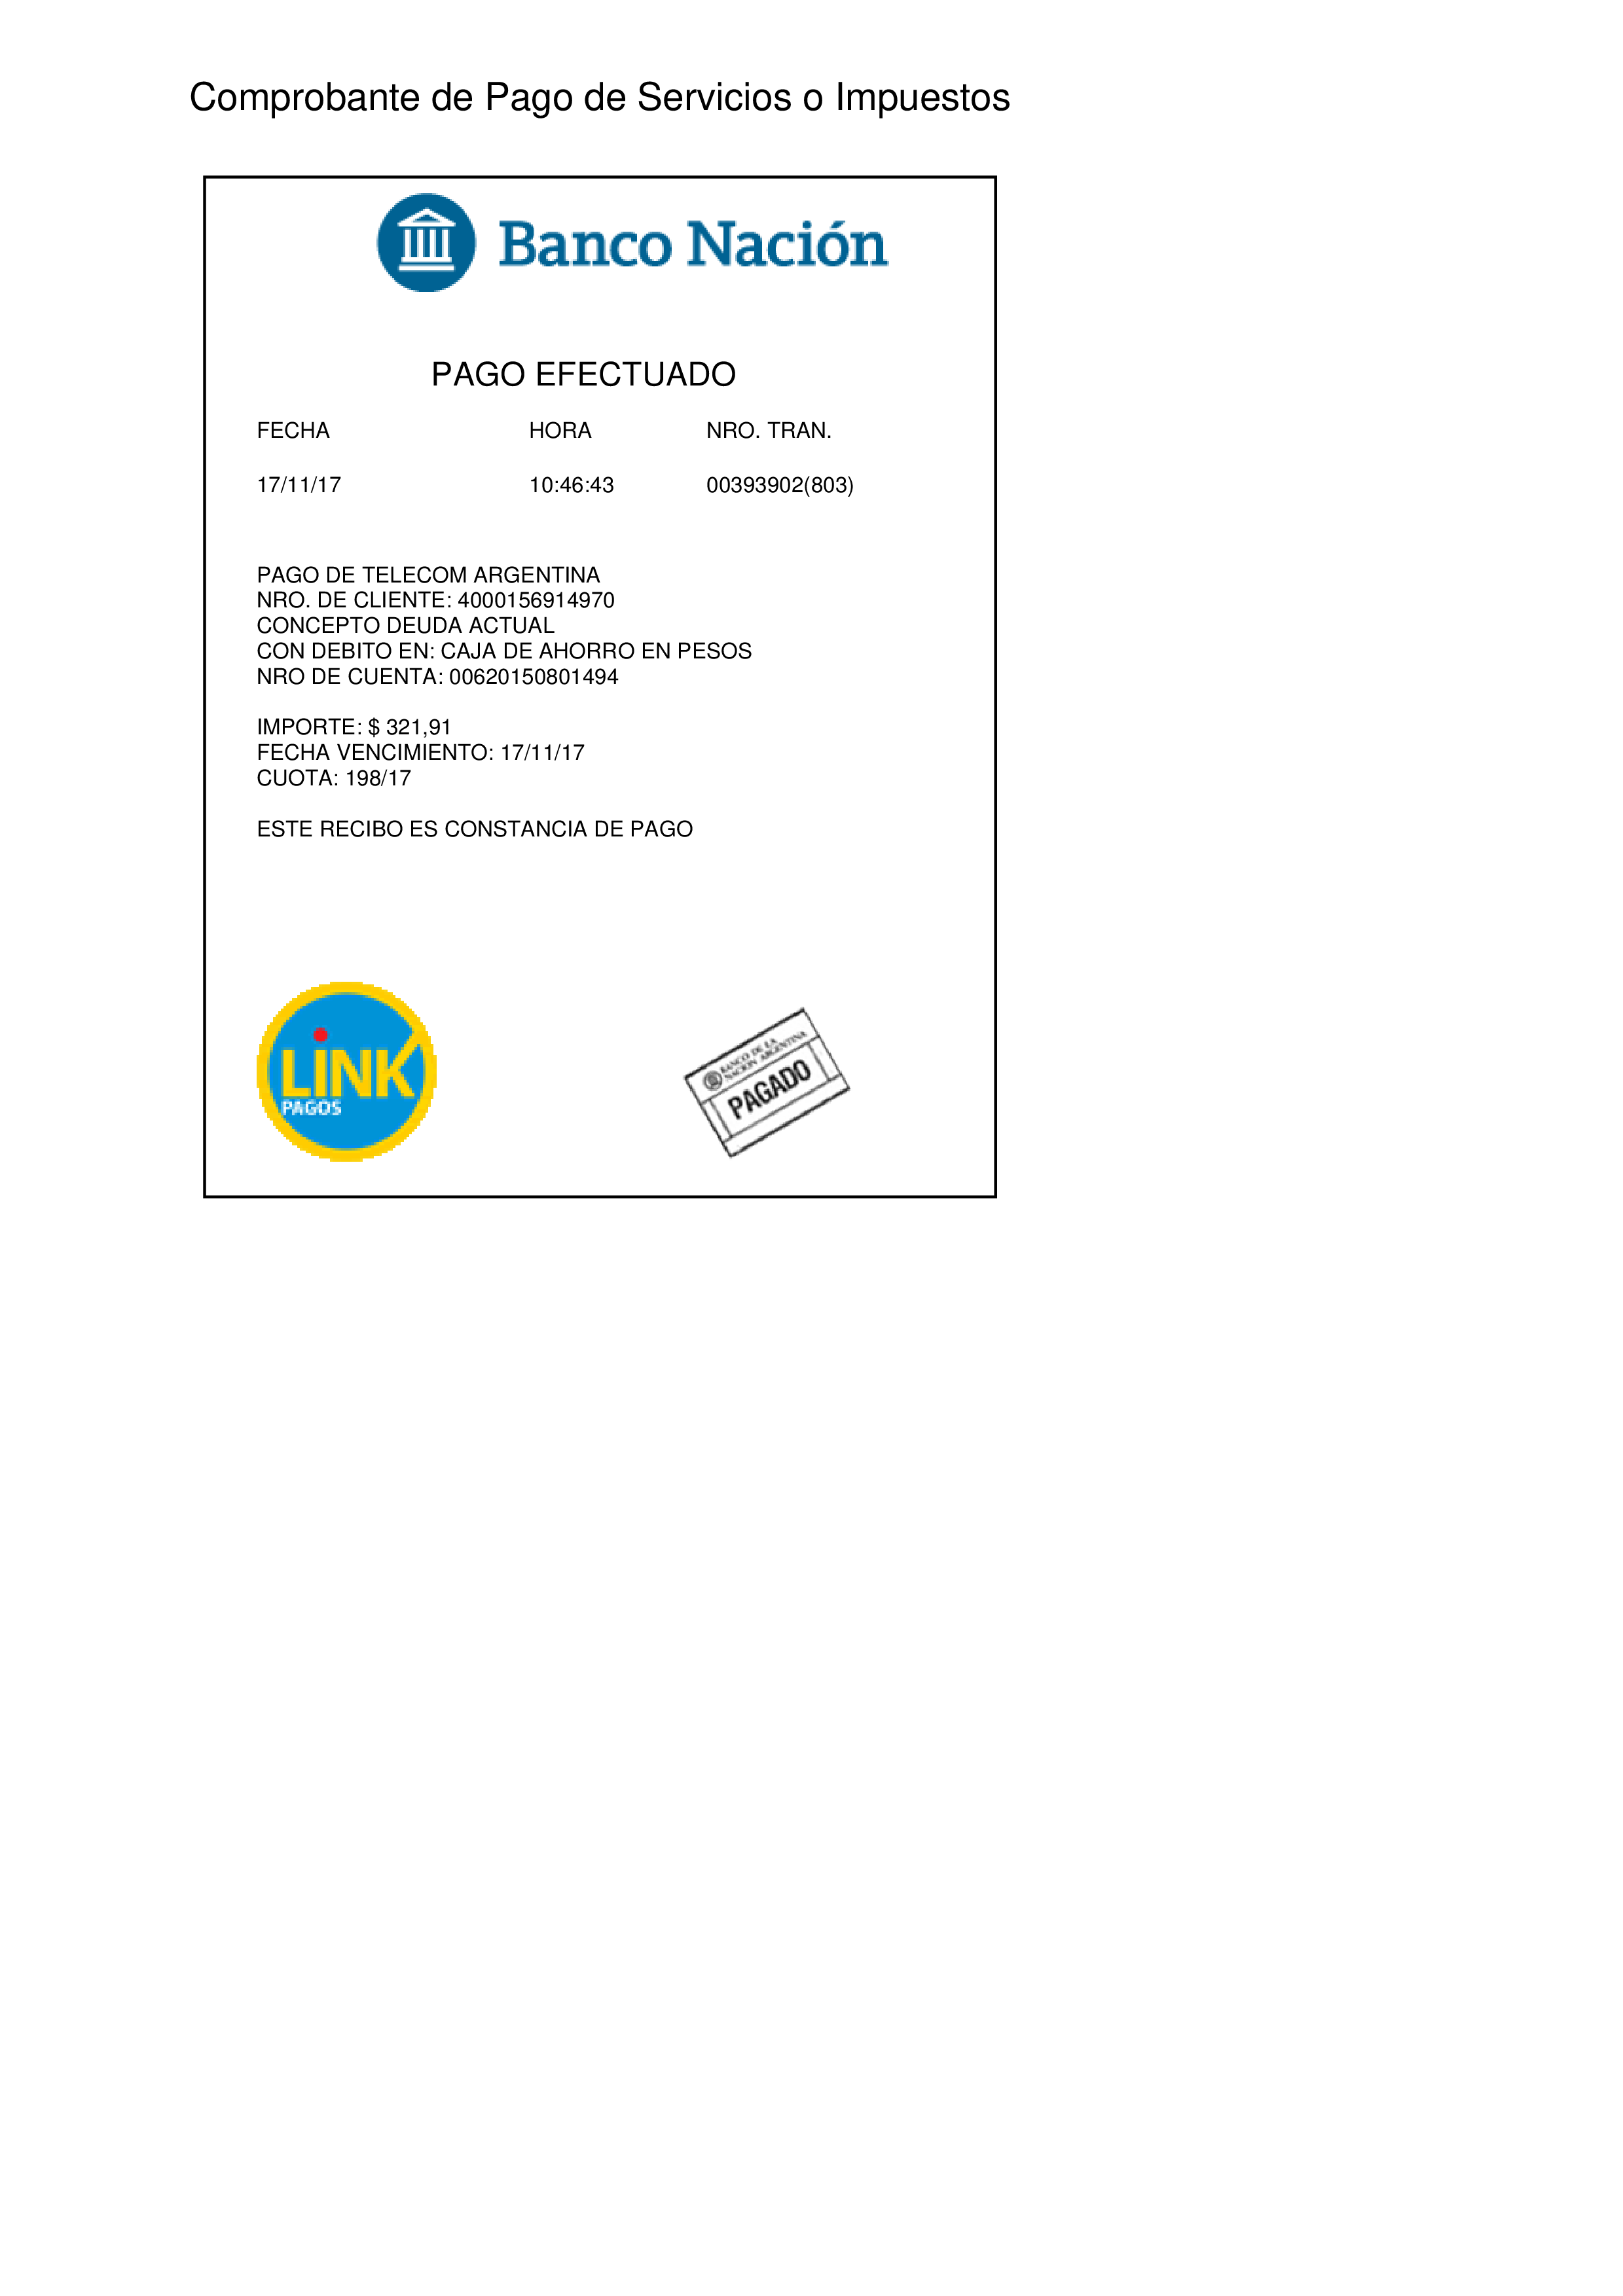 Comprobante de Pago de Servicios o Impuestos
Banco Nación
PAGO EFECTUADO
FECHA HORA NRO. TRAN.
17/11/17 10:46:43 00393902(803)
PAGO DE TELECOM ARGENTINA
NRO. DE CLIENTE: 4000156914970
CONCEPTO DEUDA ACTUAL
CON DEBITO EN: CAJA DE AHORRO EN PESOS
NRO DE CUENTA: 00620150801494
IMPORTE: $ 321,91
FECHA VENCIMIENTO: 17/11/17
CUOTA: 198/17
ESTE RECIBO ES CONSTANCIA DE PAGO
LINK
PAGOS
BANCO DE LA
NACION ARGENTINA
PAGADO